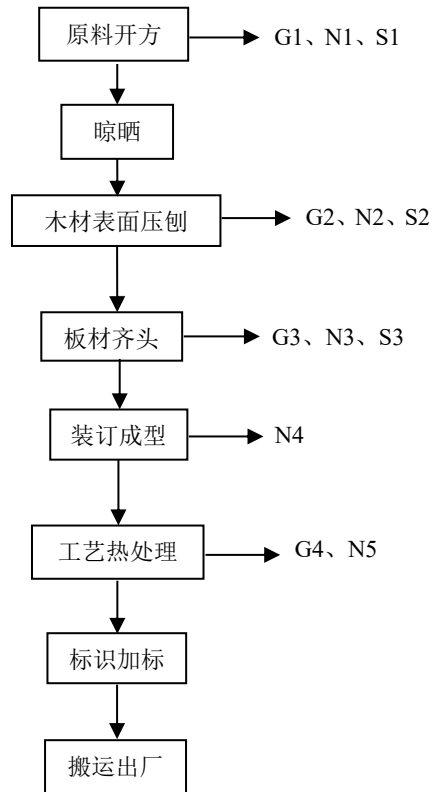 原料开方 G1、N1、S1
晾晒
木材表面压刨 G2、N2、S2
板材齐头 G3、N3、S3
装订成型 N4
工艺热处理 G4、N5
标识加标
搬运出厂